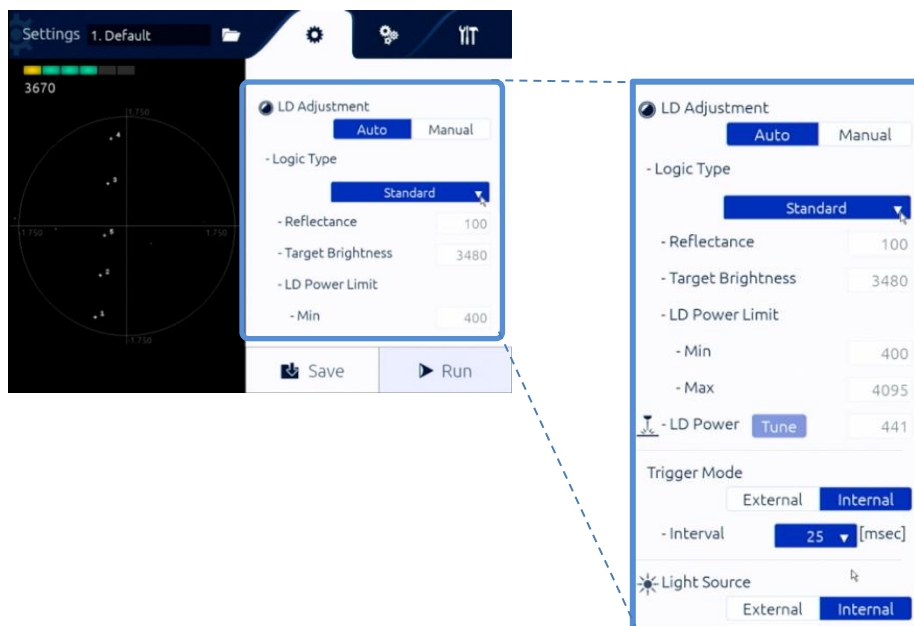 Settings 1. Default
3670
1.750
4
3
-1.750
5
1.750
2
1
-1.750
LD Adjustment
Auto Manual
- Logic Type
Standard
- Reflectance 100
- Target Brightness 3480
- LD Power Limit
- Min 400
Save Run
LD Adjustment
Auto Manual
- Logic Type
Standard
- Reflectance 100
- Target Brightness 3480
- LD Power Limit
- Min 400
- Max 4095
- LD Power Tune 441
Trigger Mode
External Internal
- Interval 25 [msec]
Light Source
External Internal